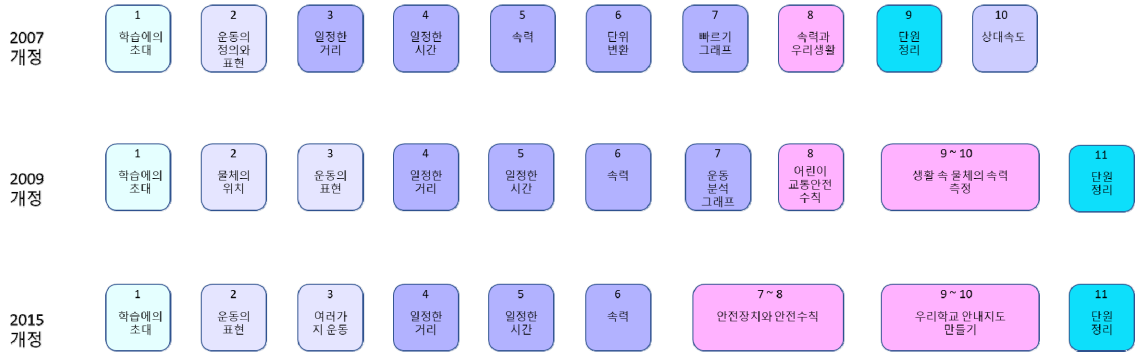 2007
개정
1
학습에의
초대
2
운동의
정의와
표현
3
일정한
거리
4
일정한
시간
5
속력
6
단위
변환
7
빠르기
그래프
8
속력과
우리생활
9
단원
정리
10
상대속도
2009
개정
1
학습에의
초대
2
물체의
위치
3
운동의
표현
4
일정한
거리
5
일정한
시간
6
속력
7
운동
분석
그래프
8
어린이
교통안전
수칙
9 ~ 10
생활 속 물체의 속력
측정
11
단원
정리
2015
개정
1
학습에의
초대
2
운동의
표현
3
여러가
지 운동
4
일정한
거리
5
일정한
시간
6
속력
7 ~ 8
안전장치와 안전수칙
9 ~ 10
우리학교 안내지도
만들기
11
단원
정리